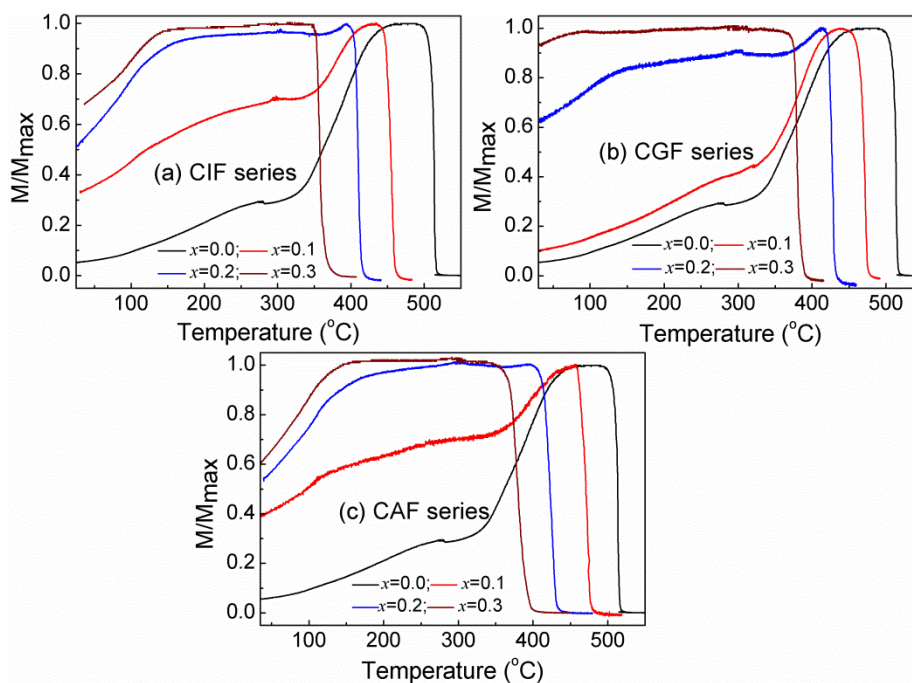 M/Mmax
1.0
0.8
0.6
0.4
0.2
0.0
(a) CIF series
x=0.0; x=0.1
x=0.2; x=0.3
100 200 300 400 500
Temperature (°C)
M/Mmax
1.0
0.8
0.6
0.4
0.2
0.0
(b) CGF series
x=0.0; x=0.1
x=0.2; x=0.3
100 200 300 400 500
Temperature (°C)
M/Mmax
1.0
0.8
0.6
0.4
0.2
0.0
(c) CAF series
x=0.0; x=0.1
x=0.2; x=0.3
100 200 300 400 500
Temperature (°C)